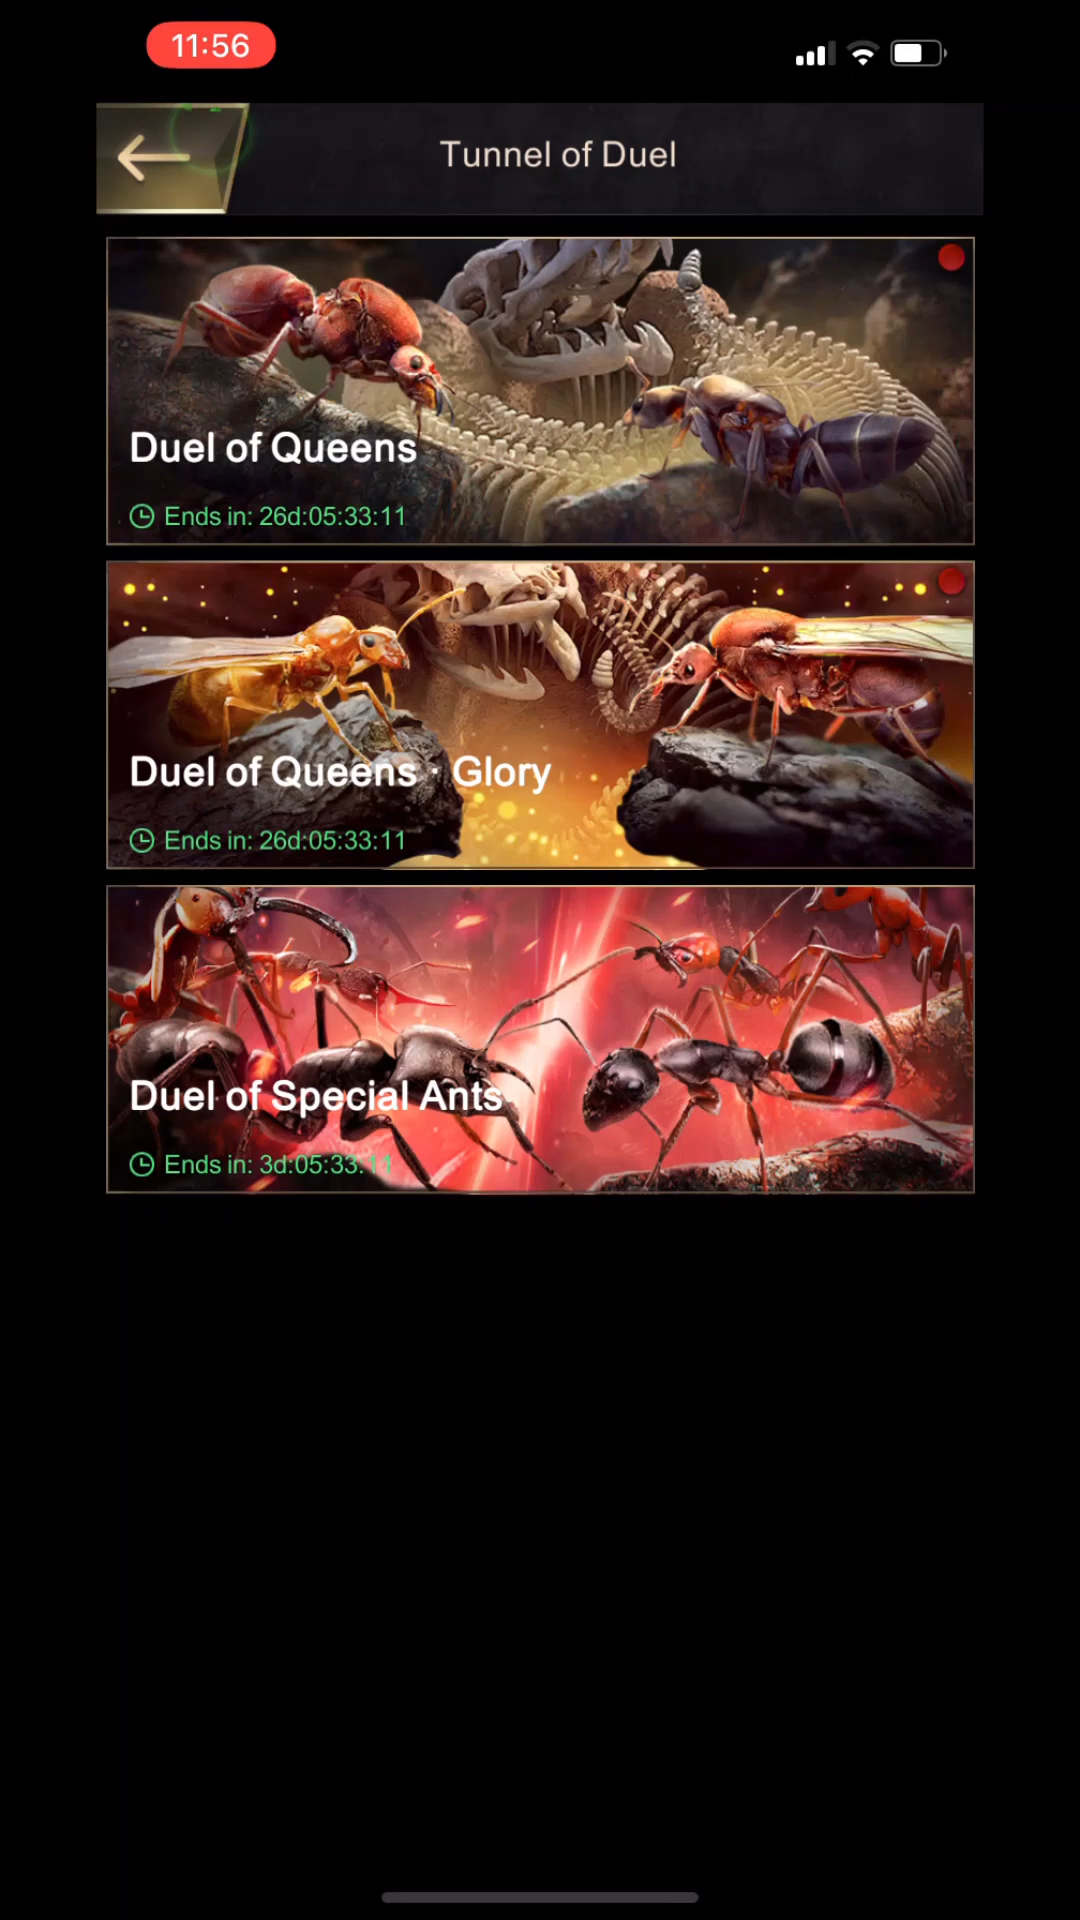 11:56
Tunnel of Duel
Duel of Queens
Ends in: 26d:05:33:11
Duel of Queens · Glory
Ends in: 26d:05:33:11
Duel of Special Ants
Ends in: 3d:05:33:11